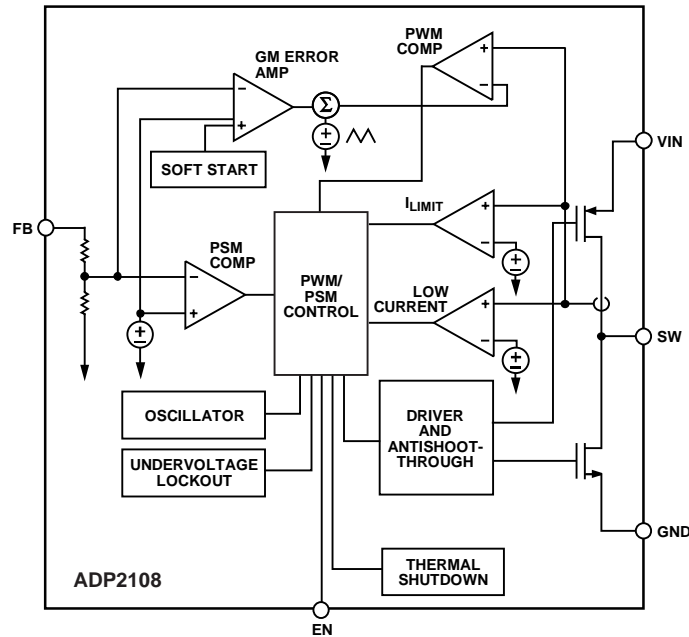 PWM
COMP
GM ERROR
AMP
+
−
−
Σ
+
+
−
SOFT START
VIN
I LIMIT
+
−
FB
PSM
COMP
+
−
−
PWM/
PSM
CONTROL
LOW
CURRENT
+
+
+
−
−
SW
+
−
OSCILLATOR
DRIVER
AND
ANTISHOOT-
THROUGH
UNDERVOLTAGE
LOCKOUT
GND
ADP2108
THERMAL
SHUTDOWN
EN